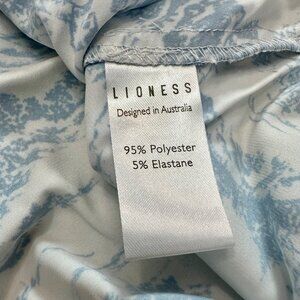 LIONESS
Designed in Australia
95% Polyester
5% Elastane